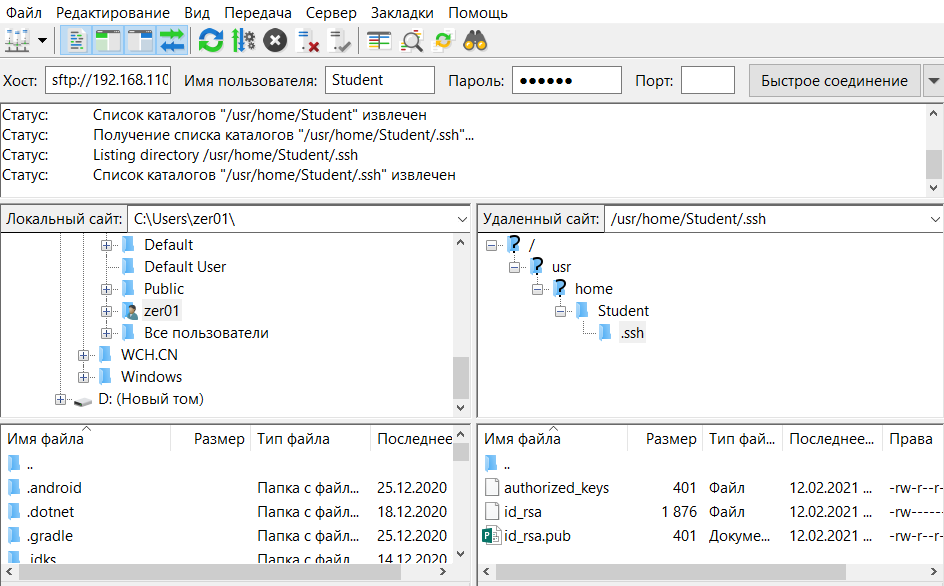 Файл Редактирование Вид Передача Сервер Закладки Помощь
Хост: sftp://192.168.110 Имя пользователя: Student Пароль: ●●●●●● Порт: Быстрое соединение
Статус: Список каталогов "/usr/home/Student" извлечен
Статус: Получение списка каталогов "/usr/home/Student/.ssh"...
Статус: Listing directory /usr/home/Student/.ssh
Статус: Список каталогов "/usr/home/Student/.ssh" извлечен
Локальный сайт: C:\Users\zer01\
Default
Default User
Public
zer01
Все пользователи
WCH.CN
Windows
D: (Новый том)
Удаленный сайт: /usr/home/Student/.ssh
/
usr
home
Student
.ssh
Имя файла Размер Тип файла Последнее
..
.android Папка с файл... 25.12.2020
.dotnet Папка с файл... 18.12.2020
.gradle Папка с файл... 25.12.2020
.jdks Папка с файл... 14.12.2020
Имя файла Размер Тип фай... Последнее... Права
..
authorized_keys 401 Файл 12.02.2021 ... -rw-r--r-
id_rsa 1 876 Файл 12.02.2021 ... -rw-----
id_rsa.pub 401 Докуме... 12.02.2021 ... -rw-r--r-